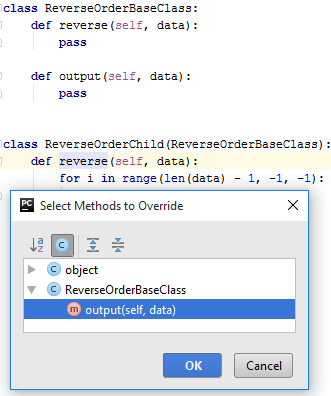 class ReverseOrderBaseClass:
    def reverse(self, data):
        pass
    def output(self, data):
        pass
class ReverseOrderChild(ReverseOrderBaseClass):
    def reverse(self, data):
        for i in range(len(data) - 1, -1, -1):
PC Select Methods to Override
a z C
C object
C ReverseOrderBaseClass
m output(self, data)
OK Cancel